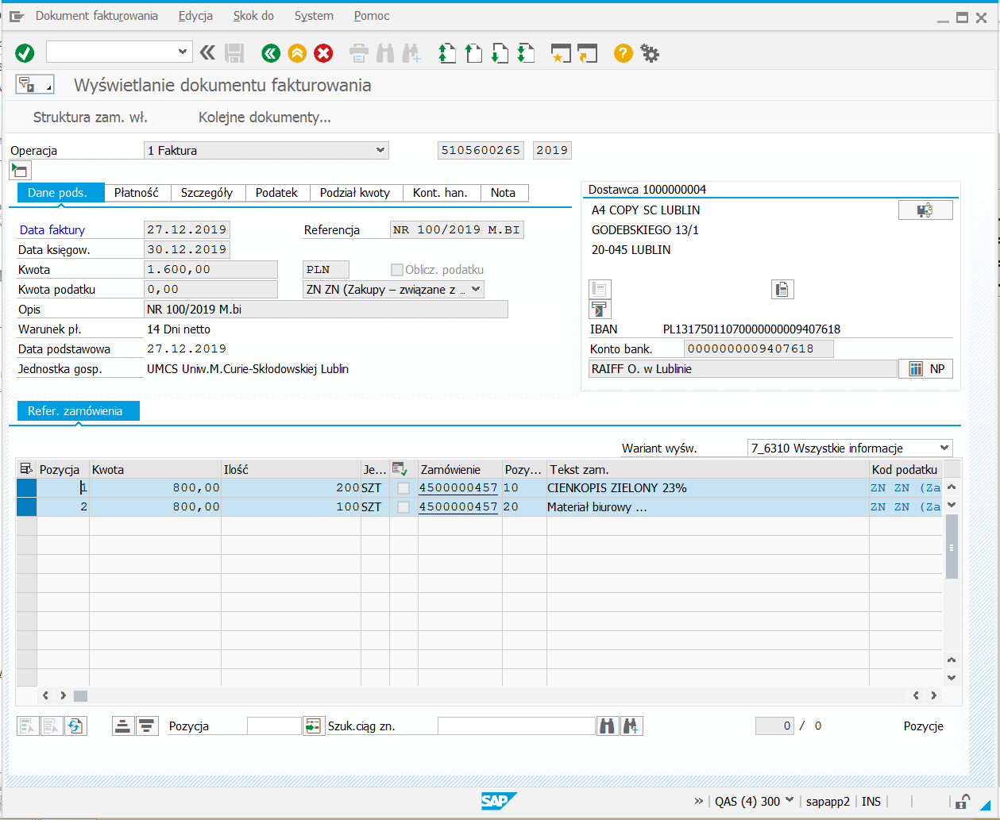 Dokument fakturowania Edycja Skok do System Pomoc
Wyświetlanie dokumentu fakturowania
Struktura zam. wł. Kolejne dokumenty...
Operacja 1 Faktura 5105600265 2019
Dane pods. Płatność Szczegóły Podatek Podział kwoty Kont. han. Nota
Dostawca 1000000004
A4 COPY SC LUBLIN
GODEBSKIEGO 13/1
20-045 LUBLIN
Data faktury 27.12.2019 Referencja NR 100/2019 M.BI
Data księgow. 30.12.2019
Kwota 1.600,00 PLN Oblicz. podatku
Kwota podatku 0,00 ZN ZN (Zakupy – związane z ...
Opis NR 100/2019 M.bi
Warunek pł. 14 Dni netto
Data podstawowa 27.12.2019
Jednostka gosp. UMCS Uniw.M.Curie-Skłodowskiej Lublin
IBAN PL13175011070000000009407618
Konto bank. 0000000009407618
RAIFF O. w Lublinie NP
Refer. zamówienia
Wariant wyśw. 7_6310 Wszystkie informacje
Pozycja Kwota Ilość Je... Zamówienie Pozy... Tekst zam. Kod podatku
1 800,00 200 SZT 4500000457 10 CIENKOPIS ZIELONY 23% ZN ZN (Za
2 800,00 100 SZT 4500000457 20 Materiał biurowy ... ZN ZN (Za
Pozycja Szuk.ciąg zn. 0 / 0 Pozycje
SAP » QAS (4) 300 sapapp2 INS